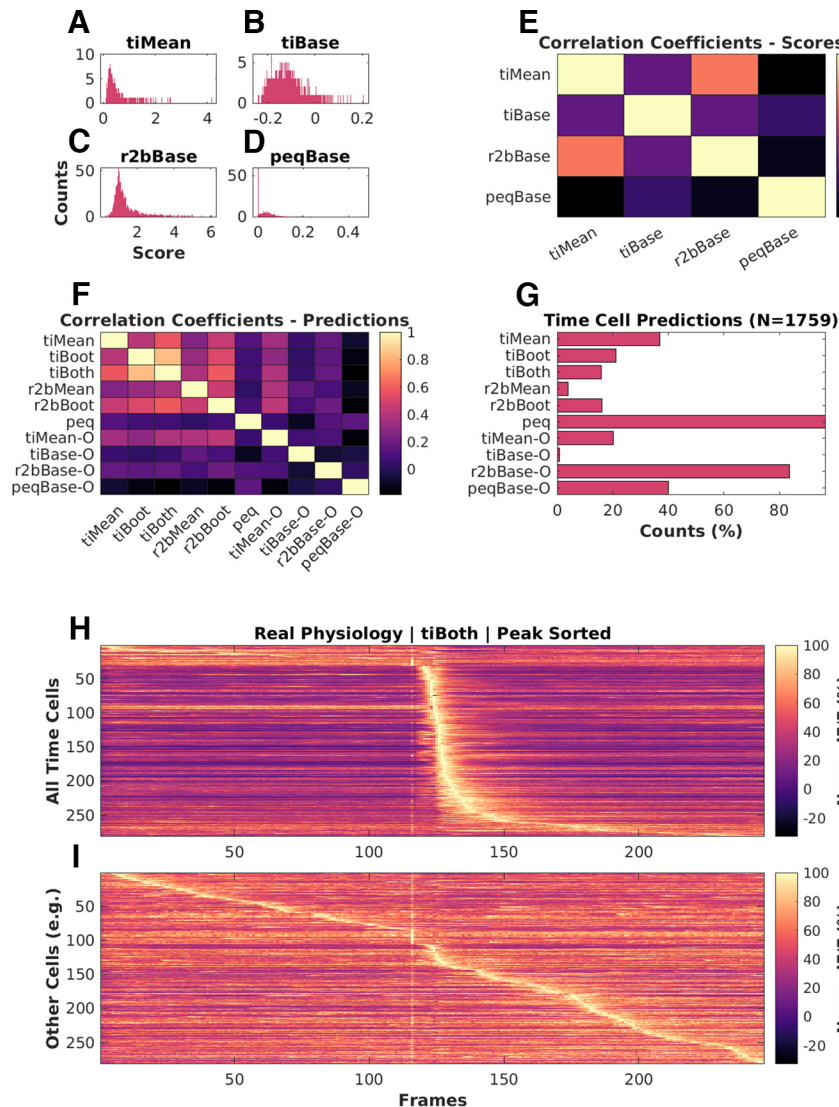 A
B
E
tiMean
tiBase
Correlation Coefficients - Scores
10
5
0
0
2
4
5
0
-0.2
0
0.2
C
D
r2bBase
peqBase
50
0
0
2
4
6
50
0
0
0.2
0.4
Counts
Score
tiMean
tiBase
r2bBase
peqBase
tiMean
tiBase
r2bBase
peqBase
F
G
Correlation Coefficients - Predictions
Time Cell Predictions (N=1759)
tiMean
tiBoot
tiBoth
r2bMean
r2bBoot
peq
tiMean-O
tiBase-O
r2bBase-O
peqBase-O
tiMean
tiBoot
tiBoth
r2bMean
r2bBoot
peq
tiMean-O
tiBase-O
r2bBase-O
peqBase-O
1
0.8
0.6
0.4
0.2
0
tiMean
tiBoot
tiBoth
r2bMean
r2bBoot
peq
tiMean-O
tiBase-O
r2bBase-O
peqBase-O
0
20
40
60
80
Counts (%)
H
Real Physiology | tiBoth | Peak Sorted
All Time Cells
50
100
150
200
250
50
100
150
200
100
80
60
40
20
0
-20
I
Other Cells (e.g.)
50
100
150
200
250
50
100
150
200
Frames
100
80
60
40
20
0
-20